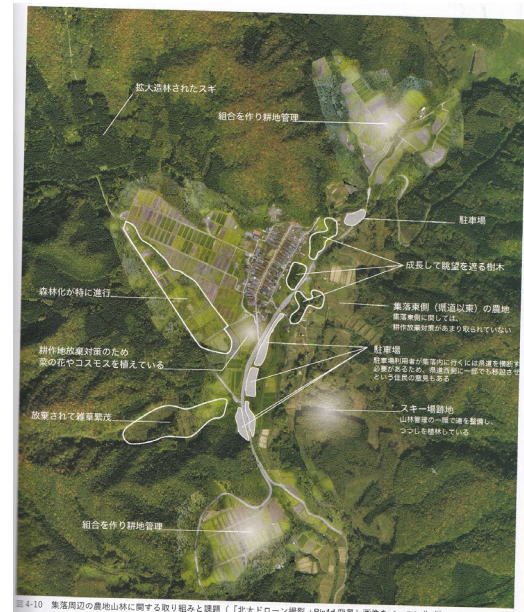 拡大造林されたスギ
組合を作り耕地管理
駐車場
成長して眺望を遮る樹木
森林化が特に進行
集落東側（県道以東）の農地
集落東側に関しては、
耕作放棄対策があまり取られていない
耕作地放棄対策のため
菜の花やコスモスを植えている
駐車場
駐車場利用者が集落内に行くには県道を横断す
必要があるため、県道西側に一部でも移設させ
という住民の意見もある
放棄されて雑草繁茂
スキー場跡地
山林管理の一環で道を整備し、
つつじを植林している
組合を作り耕地管理
図4-10 集落周辺の農地山林に関する取り組みと課題（『北大ドローン撮影